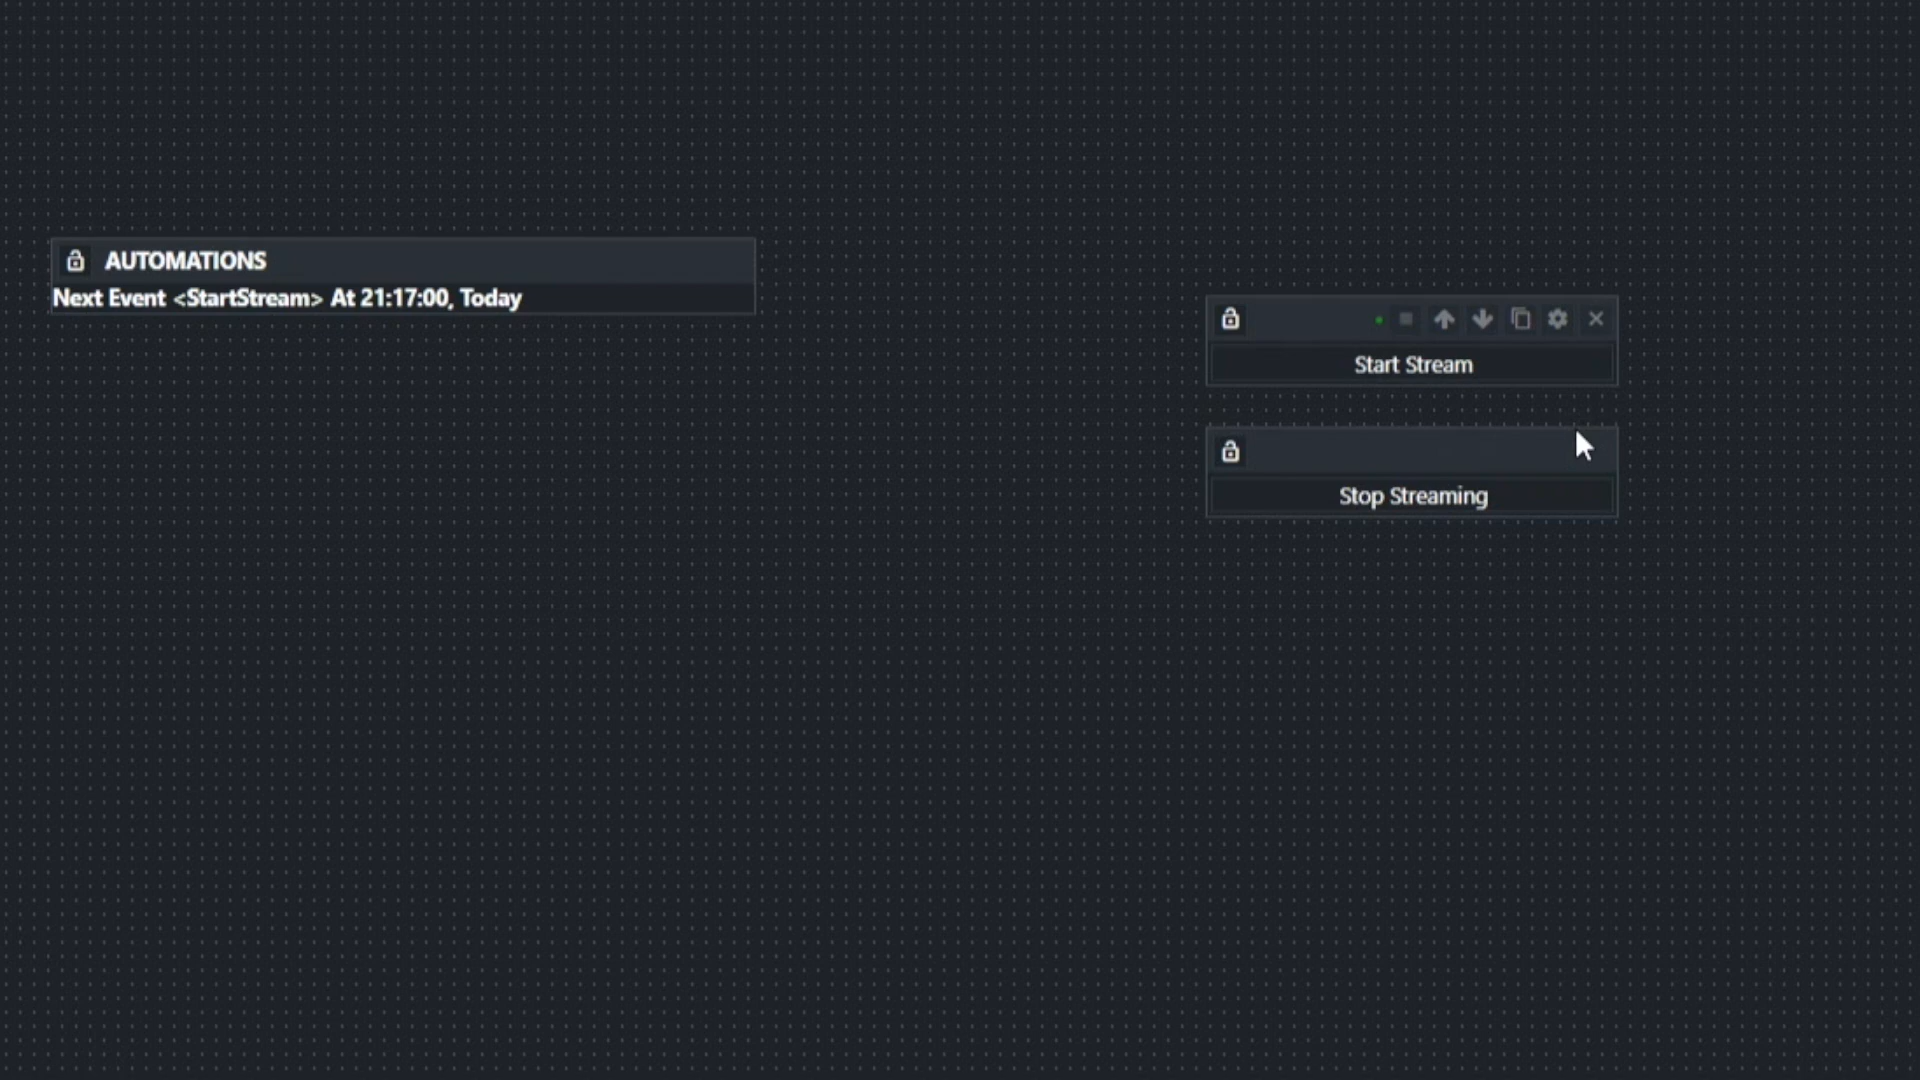 AUTOMATIONS
Next Event <StartStream> At 21:17:00, Today
Start Stream
Stop Streaming